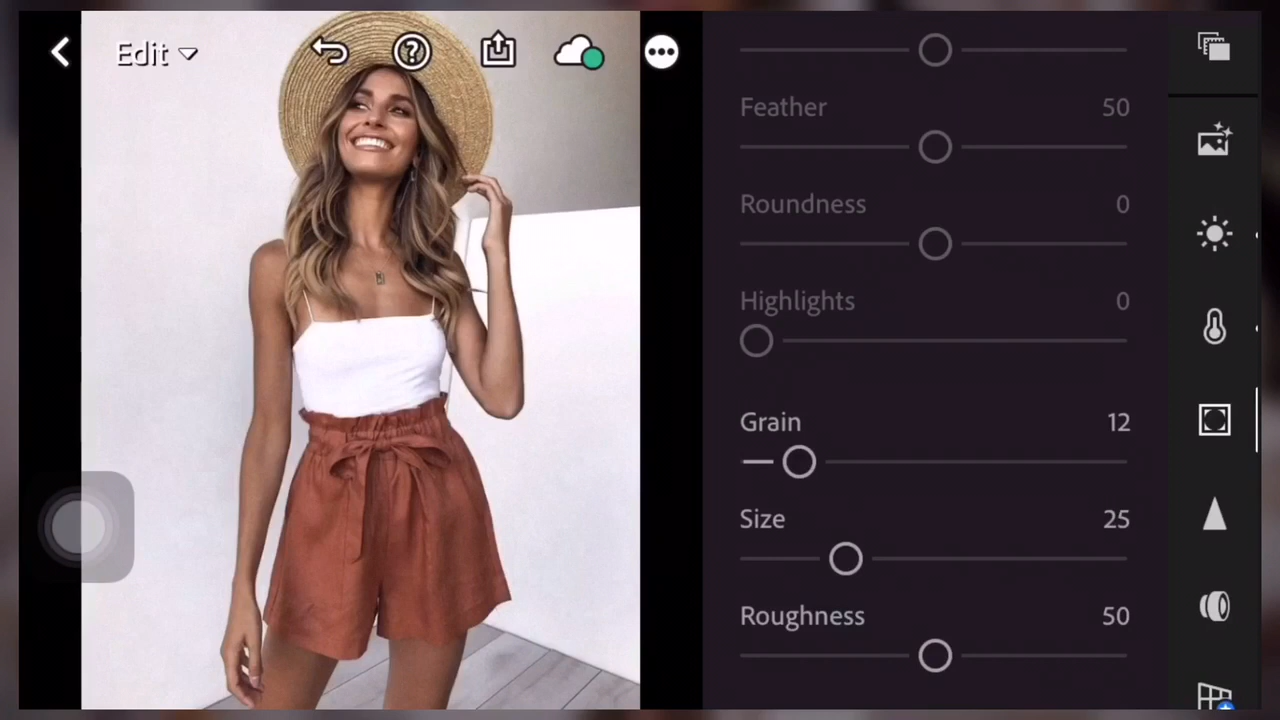 Edit
Feather 50
Roundness 0
Highlights 0
Grain 12
Size 25
Roughness 50